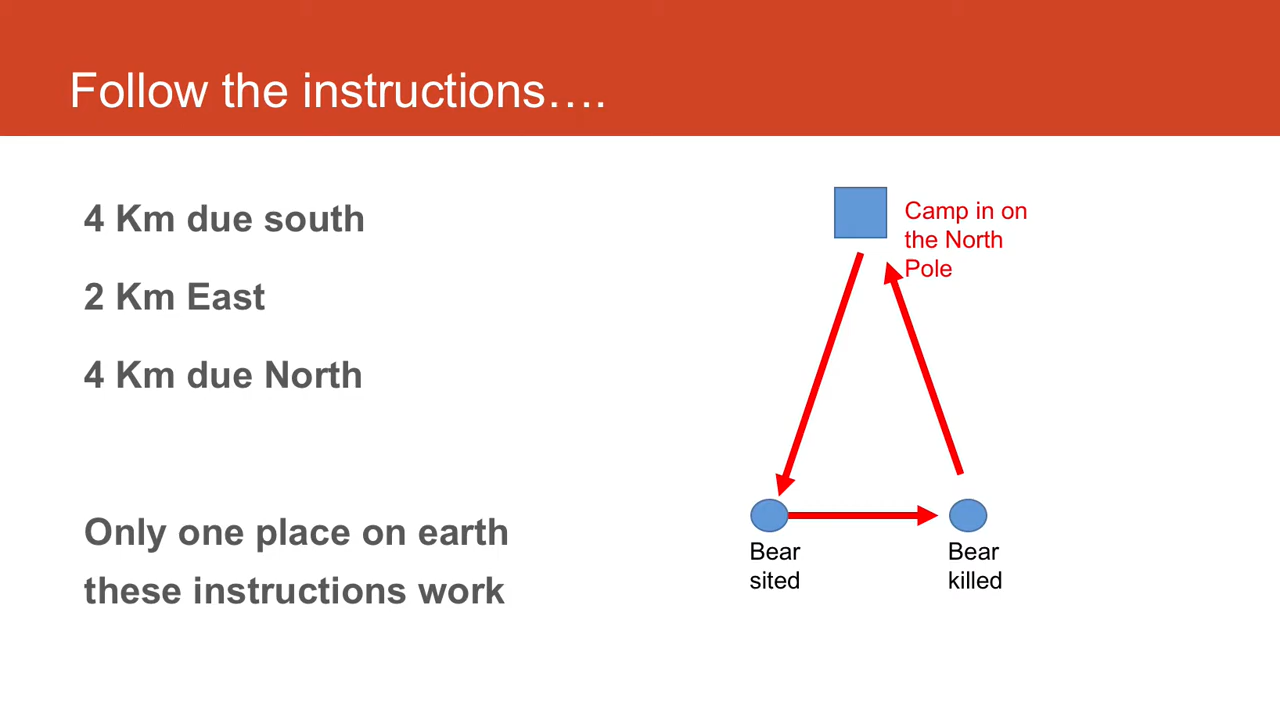 Follow the instructions….
4 Km due south
2 Km East
4 Km due North
Only one place on earth
these instructions work
Camp in on
the North
Pole
Bear
sited
Bear
killed